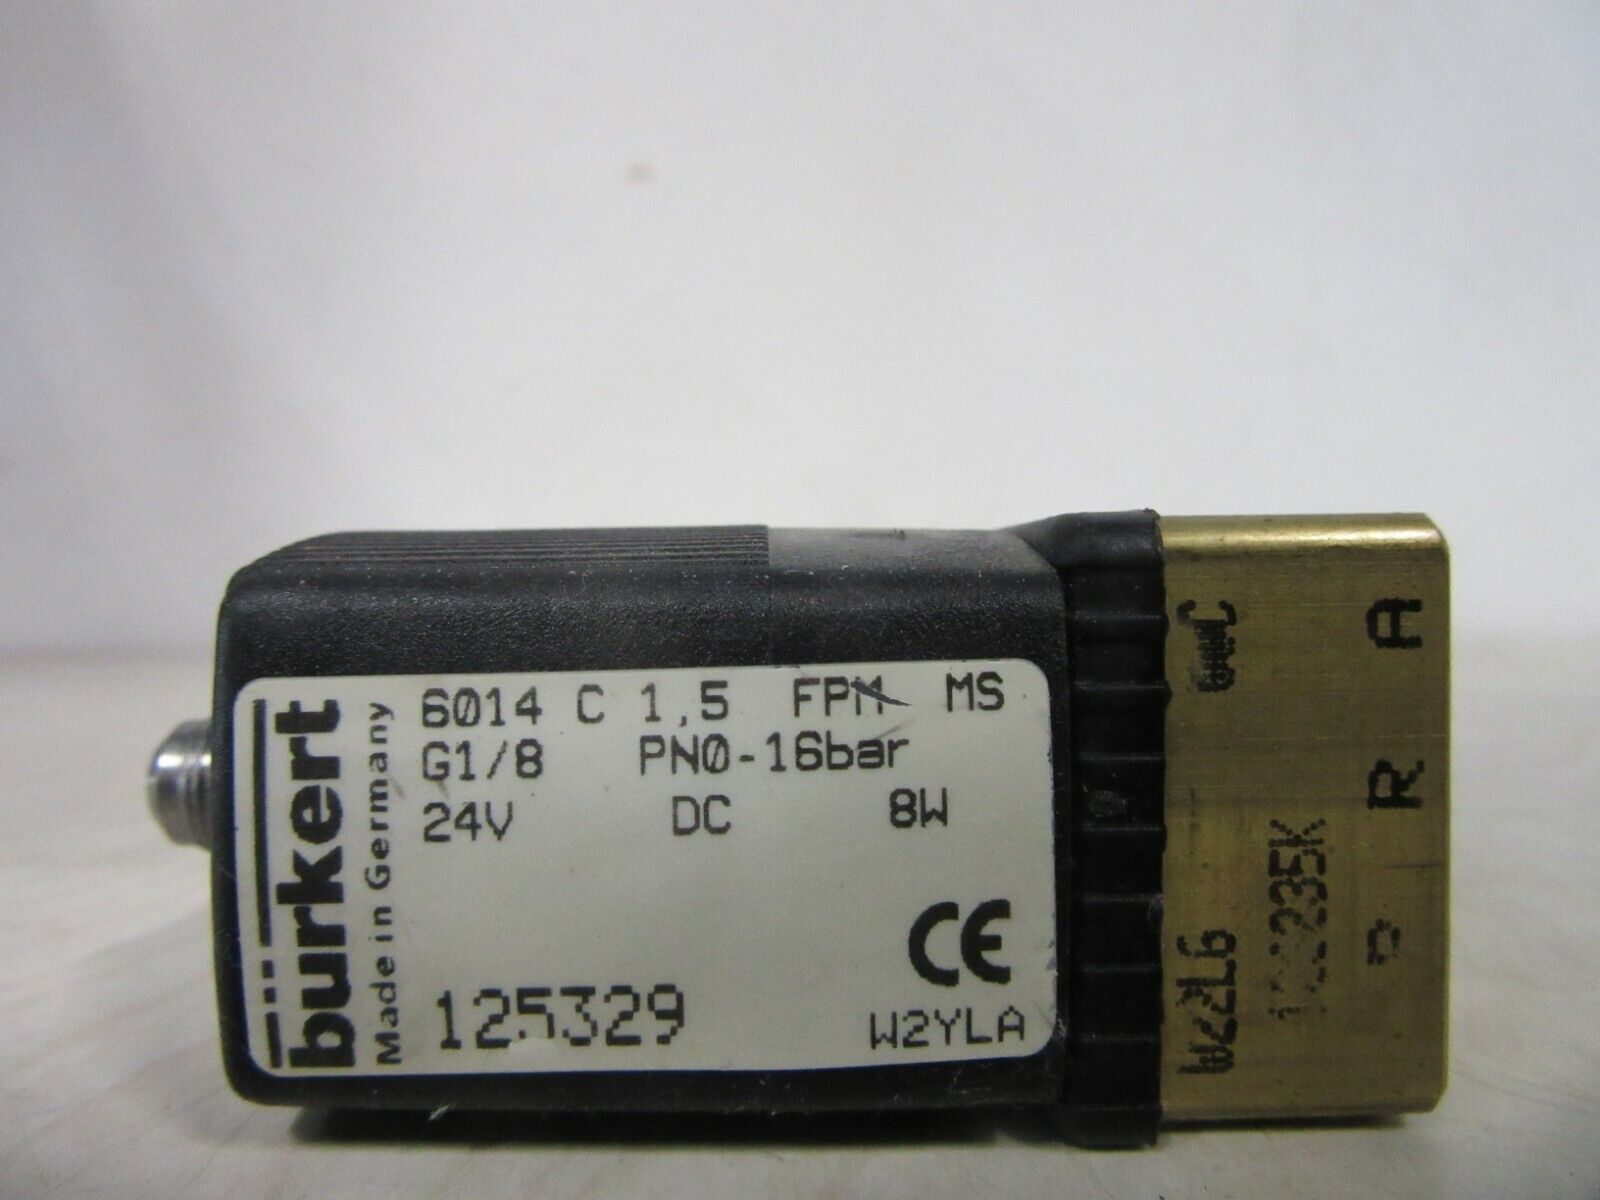 bürkert
Made in Germany
6014 C 1,5 FPM MS
G1/8 PN0-16bar
24V DC 8W
125329
CE
W2YLA
W22L6
A
R
P